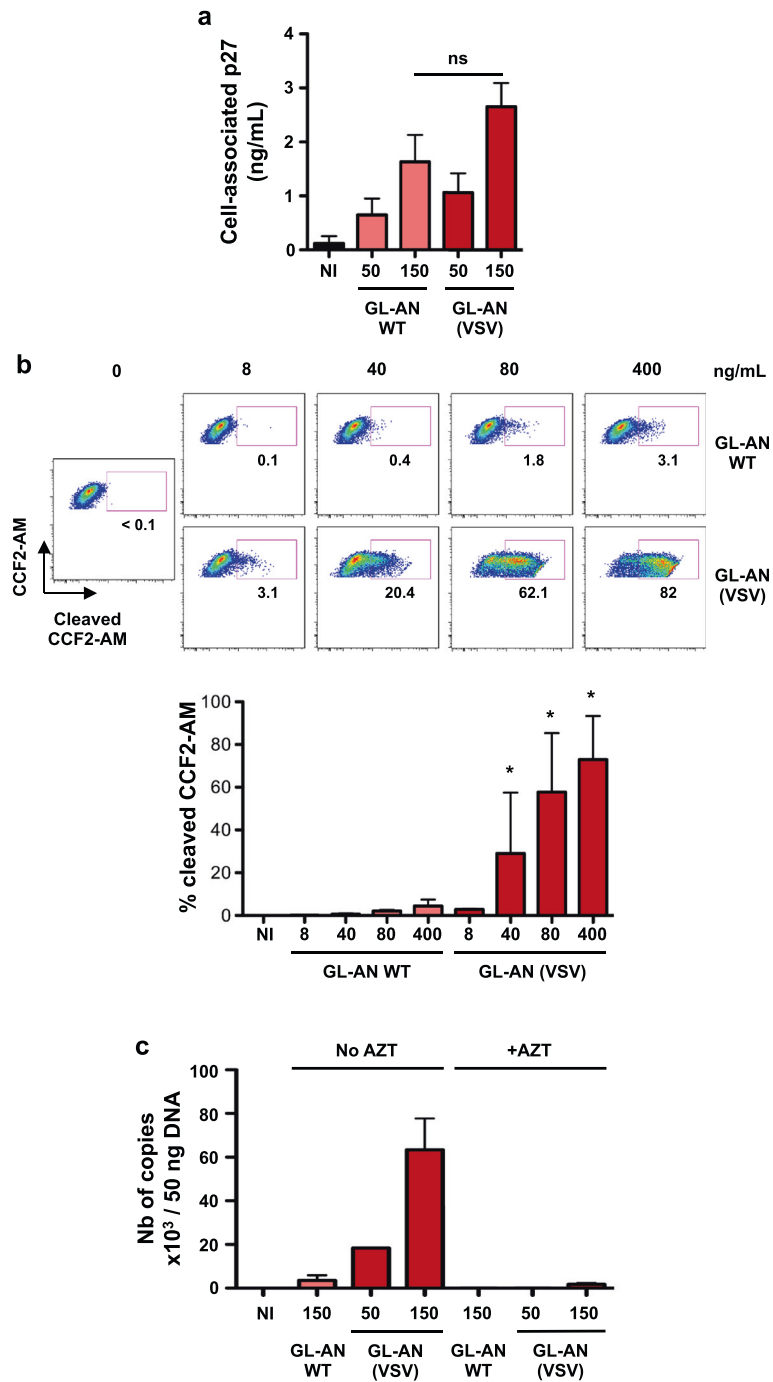 a
Cell-associated p27
(ng/mL)
4
3
2
1
0
ns
NI 50 150 50 150
GL-AN
WT
GL-AN
(VSV)
b
0 8 40 80 400 ng/mL
0.1 0.4 1.8 3.1
GL-AN
WT
< 0.1
3.1 20.4 62.1 82
GL-AN
(VSV)
CCF2-AM
Cleaved
CCF2-AM
% cleaved CCF2-AM
100
80
60
40
20
0
* * *
NI 8 40 80 400 8 40 80 400
GL-AN WT GL-AN (VSV)
c
No AZT +AZT
Nb of copies
x10³ / 50 ng DNA
100
80
60
40
20
0
NI 150 50 150 150 50 150
GL-AN
WT
GL-AN
(VSV)
GL-AN
WT
GL-AN
(VSV)